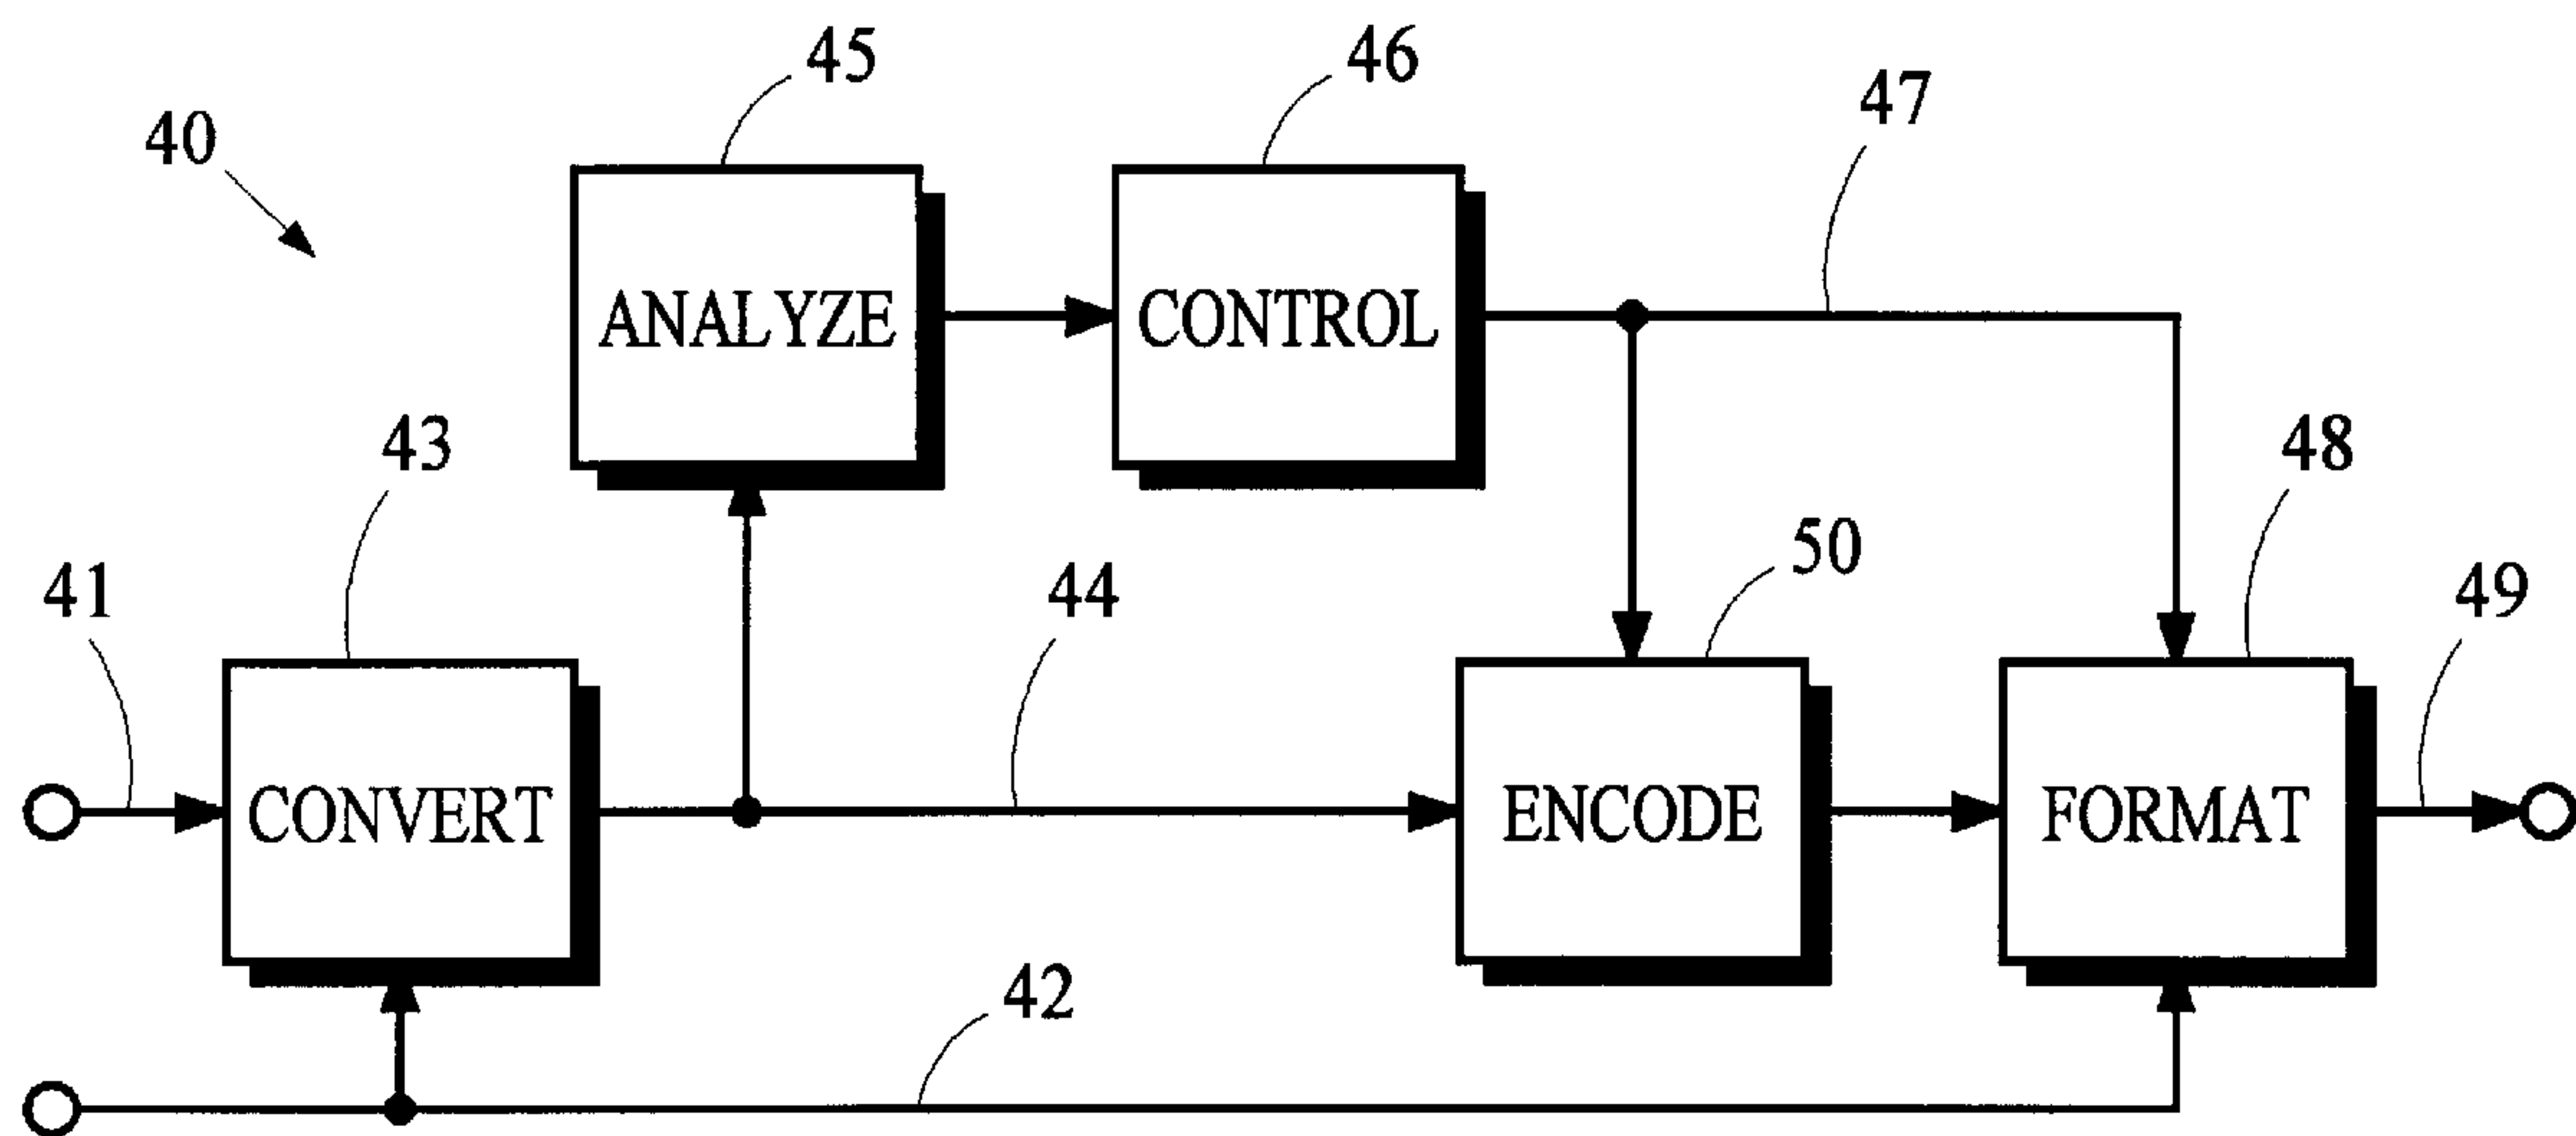 45
46
47
40
ANALYZE
CONTROL
43
48
50
41
44
49
CONVERT
ENCODE
FORMAT
42